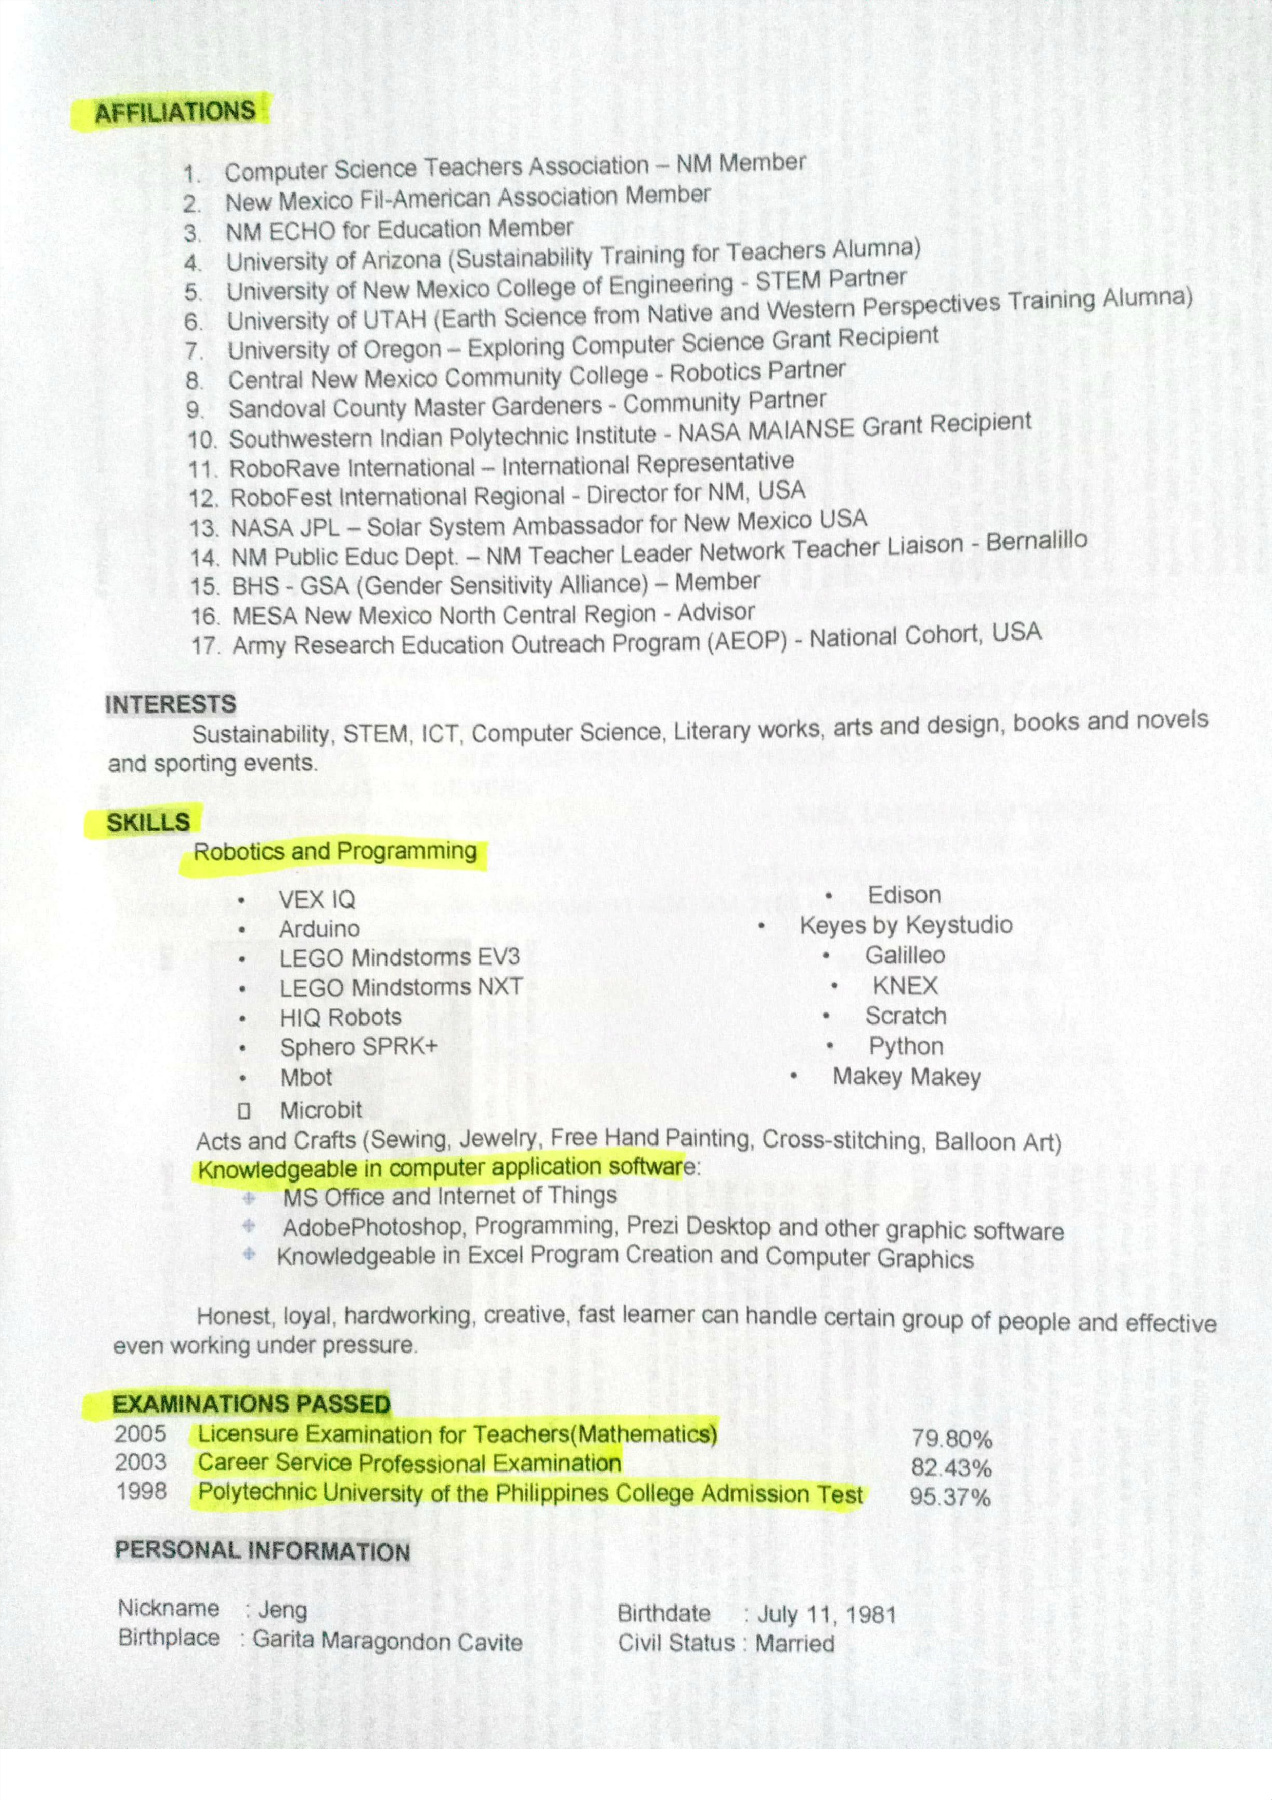 AFFILIATIONS
1. Computer Science Teachers Association – NM Member
2. New Mexico Fil-American Association Member
3. NM ECHO for Education Member
4. University of Arizona (Sustainability Training for Teachers Alumna)
5. University of New Mexico College of Engineering - STEM Partner
6. University of UTAH (Earth Science from Native and Western Perspectives Training Alumna)
7. University of Oregon – Exploring Computer Science Grant Recipient
8. Central New Mexico Community College - Robotics Partner
9. Sandoval County Master Gardeners - Community Partner
10. Southwestern Indian Polytechnic Institute - NASA MAIANSE Grant Recipient
11. RoboRave International – International Representative
12. RoboFest International Regional - Director for NM, USA
13. NASA JPL – Solar System Ambassador for New Mexico USA
14. NM Public Educ Dept. – NM Teacher Leader Network Teacher Liaison - Bernalillo
15. BHS - GSA (Gender Sensitivity Alliance) – Member
16. MESA New Mexico North Central Region - Advisor
17. Army Research Education Outreach Program (AEOP) - National Cohort, USA
INTERESTS
Sustainability, STEM, ICT, Computer Science, Literary works, arts and design, books and novels
and sporting events.
SKILLS
Robotics and Programming
• VEX IQ
• Arduino
• LEGO Mindstorms EV3
• LEGO Mindstorms NXT
• HIQ Robots
• Sphero SPRK+
• Mbot
▯ Microbit
• Edison
• Keyes by Keystudio
• Galilleo
• KNEX
• Scratch
• Python
• Makey Makey
Acts and Crafts (Sewing, Jewelry, Free Hand Painting, Cross-stitching, Balloon Art)
Knowledgeable in computer application software:
MS Office and Internet of Things
AdobePhotoshop, Programming, Prezi Desktop and other graphic software
Knowledgeable in Excel Program Creation and Computer Graphics
Honest, loyal, hardworking, creative, fast learner can handle certain group of people and effective
even working under pressure.
EXAMINATIONS PASSED
2005 Licensure Examination for Teachers(Mathematics) 79.80%
2003 Career Service Professional Examination 82.43%
1998 Polytechnic University of the Philippines College Admission Test 95.37%
PERSONAL INFORMATION
Nickname : Jeng Birthdate : July 11, 1981
Birthplace : Garita Maragondon Cavite Civil Status : Married